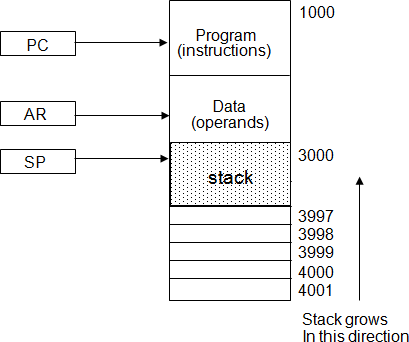 1000
Program
(instructions)
PC
Data
(operands)
AR
3000
SP
stack
3997
3998
3999
4000
4001
Stack grows
In this direction